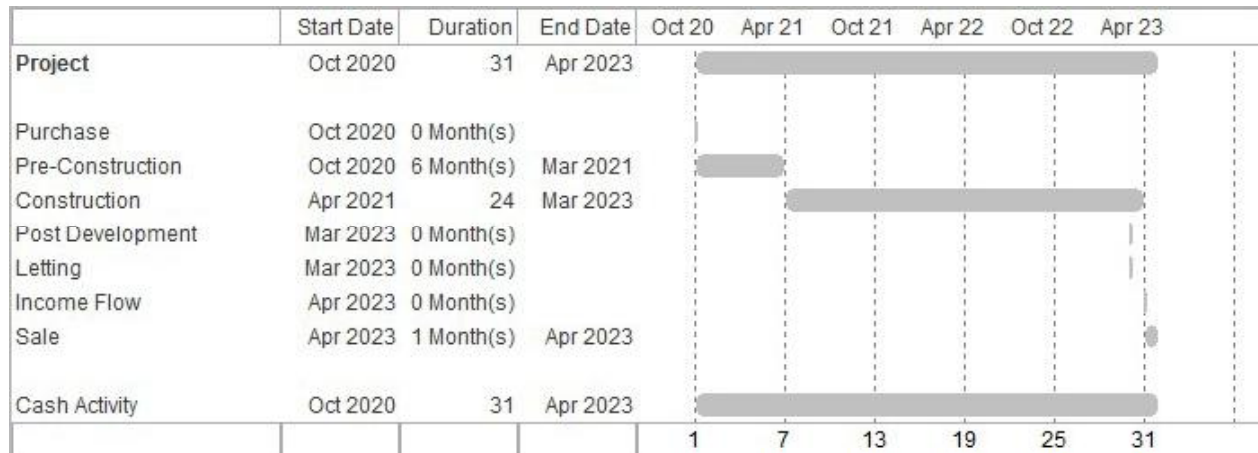 Start Date Duration End Date Oct 20 Apr 21 Oct 21 Apr 22 Oct 22 Apr 23
Project Oct 2020 31 Apr 2023
Purchase Oct 2020 0 Month(s)
Pre-Construction Oct 2020 6 Month(s) Mar 2021
Construction Apr 2021 24 Mar 2023
Post Development Mar 2023 0 Month(s)
Letting Mar 2023 0 Month(s)
Income Flow Apr 2023 0 Month(s)
Sale Apr 2023 1 Month(s) Apr 2023
Cash Activity Oct 2020 31 Apr 2023
1 7 13 19 25 31